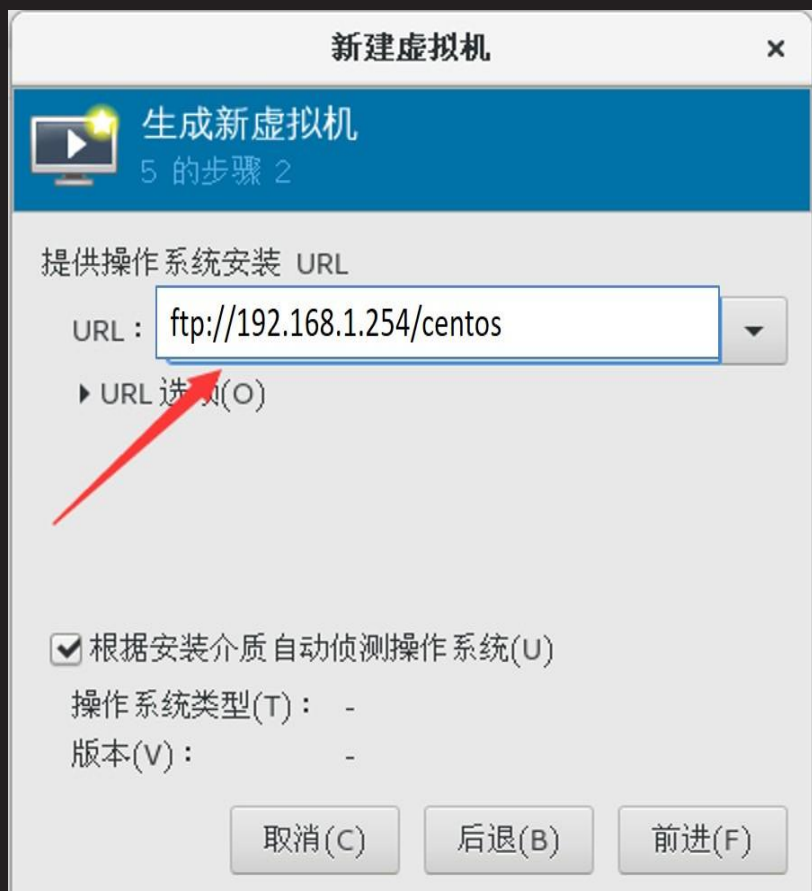 新建虚拟机 ×
生成新虚拟机
5 的步骤 2
提供操作系统安装 URL
URL： ftp://192.168.1.254/centos
URL 选项(O)
根据安装介质自动侦测操作系统(U)
操作系统类型(T)： -
版本(V)： -
取消(C) 后退(B) 前进(F)